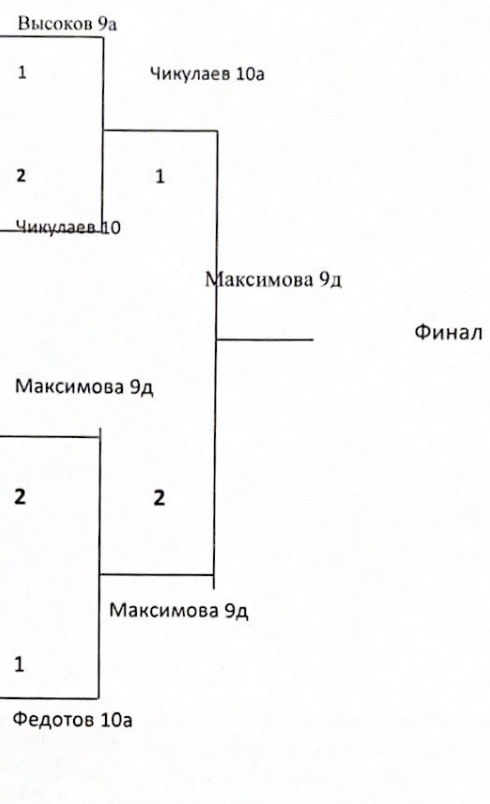 Высоков 9а
1
Чикулаев 10а
2
1
Чикулаев 10
Максимова 9д
Финал
Максимова 9д
2
2
Максимова 9д
1
Федотов 10а